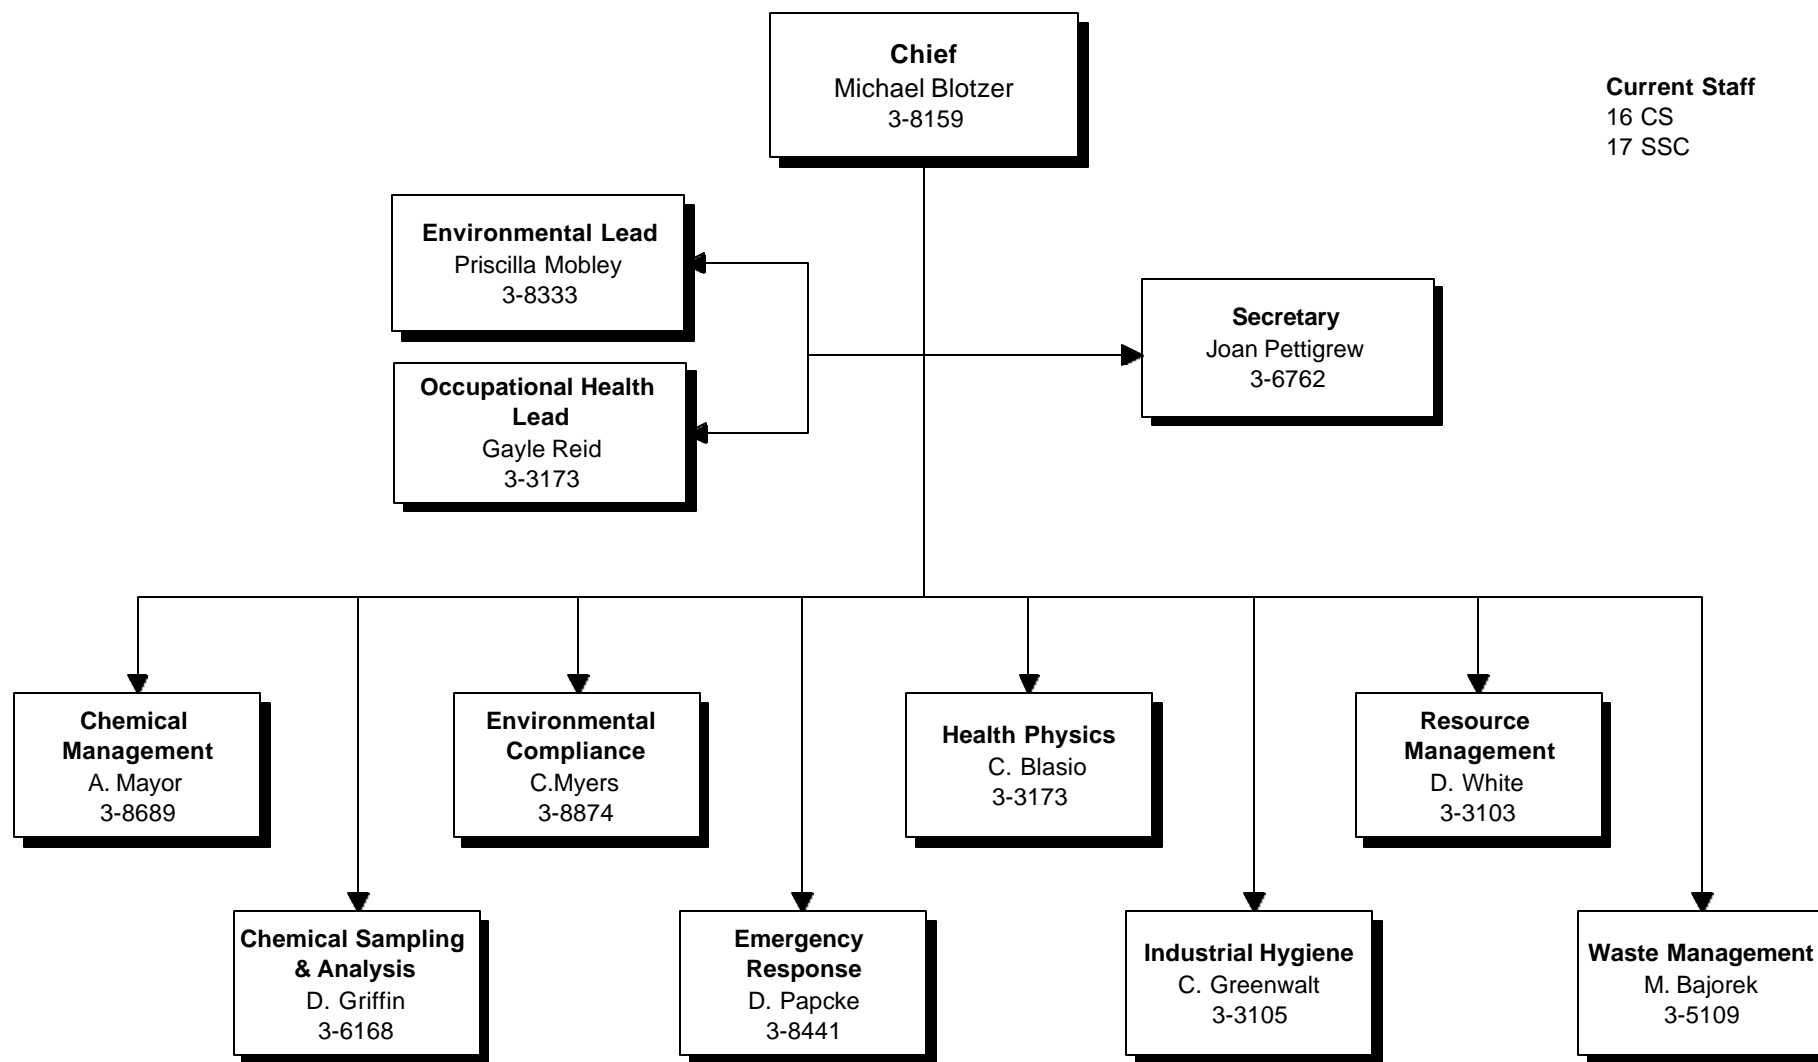 Chief
Michael Blotzer
3-8159
Current Staff
16 CS
17 SSC
Environmental Lead
Priscilla Mobley
3-8333
Secretary
Joan Pettigrew
3-6762
Occupational Health
Lead
Gayle Reid
3-3173
Chemical
Management
A. Mayor
3-8689
Environmental
Compliance
C.Myers
3-8874
Health Physics
C. Blasio
3-3173
Resource
Management
D. White
3-3103
Chemical Sampling
& Analysis
D. Griffin
3-6168
Emergency
Response
D. Papcke
3-8441
Industrial Hygiene
C. Greenwalt
3-3105
Waste Management
M. Bajorek
3-5109